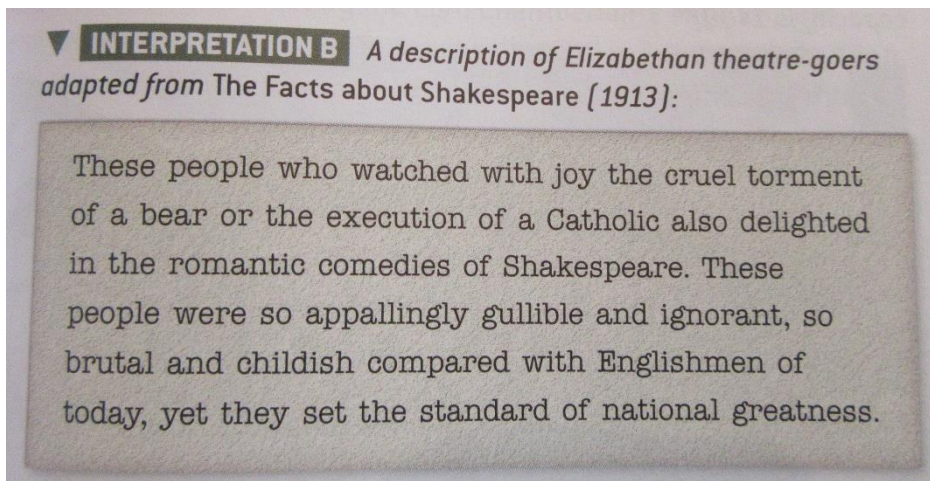 ▼ INTERPRETATION B A description of Elizabethan theatre-goers
adapted from The Facts about Shakespeare (1913):
These people who watched with joy the cruel torment
of a bear or the execution of a Catholic also delighted
in the romantic comedies of Shakespeare. These
people were so appallingly gullible and ignorant, so
brutal and childish compared with Englishmen of
today, yet they set the standard of national greatness.